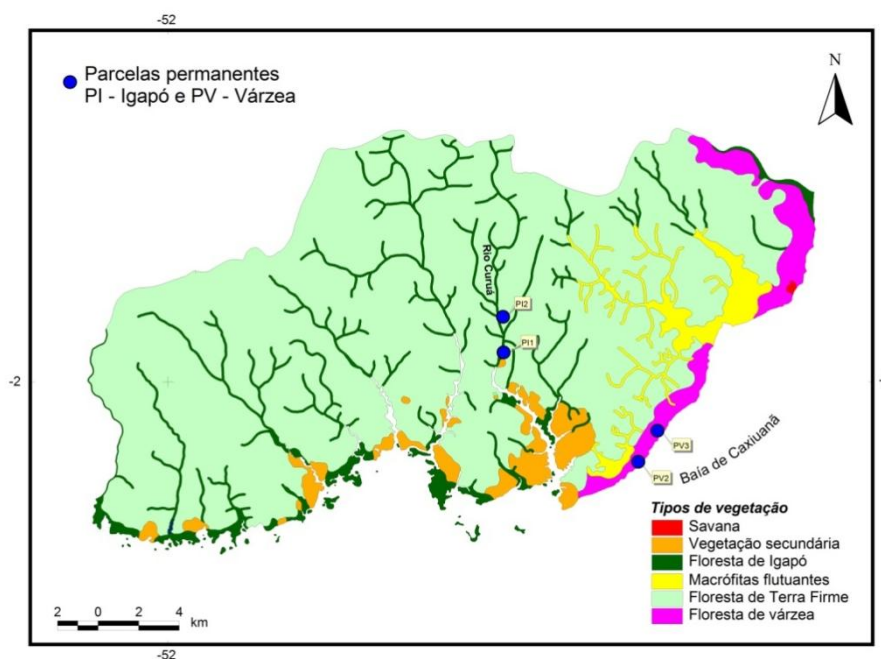 -52
Parcelas permanentes
PI - Igapó e PV - Várzea
N
Rio Curuá
PI2
PI1
-2
PV3
PV2
Baía de Caxiuanã
Tipos de vegetação
Savana
Vegetação secundária
Floresta de Igapó
Macrófitas flutuantes
Floresta de Terra Firme
Floresta de várzea
2 0 2 4
km
-52